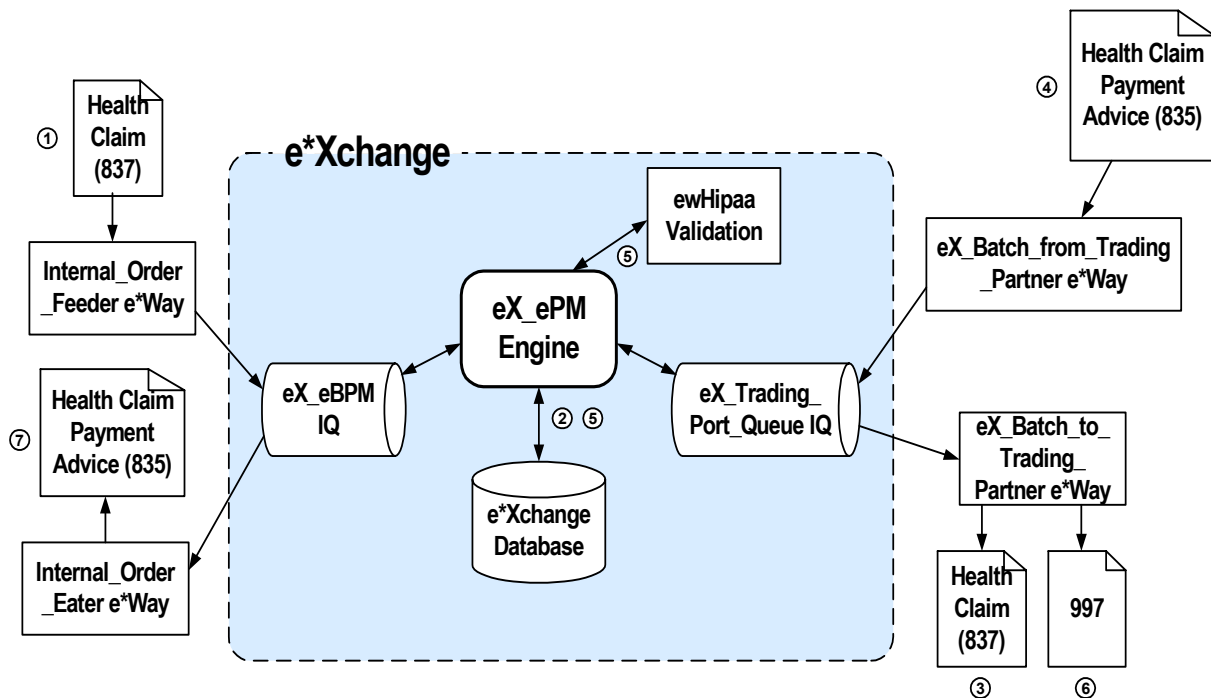 ①
Health
Claim
(837)
Internal_Order
_Feeder e*Way
⑦
Health Claim
Payment
Advice (835)
Internal_Order
_Eater e*Way
e*Xchange
ewHipaa
Validation
⑤
eX_ePM
Engine
eX_eBPM
IQ
② ⑤
eX_Trading_
Port_Queue IQ
e*Xchange
Database
④
Health Claim
Payment
Advice (835)
eX_Batch_from_Trading
_Partner e*Way
eX_Batch_to_
Trading_
Partner e*Way
Health
Claim
(837)
③
997
⑥